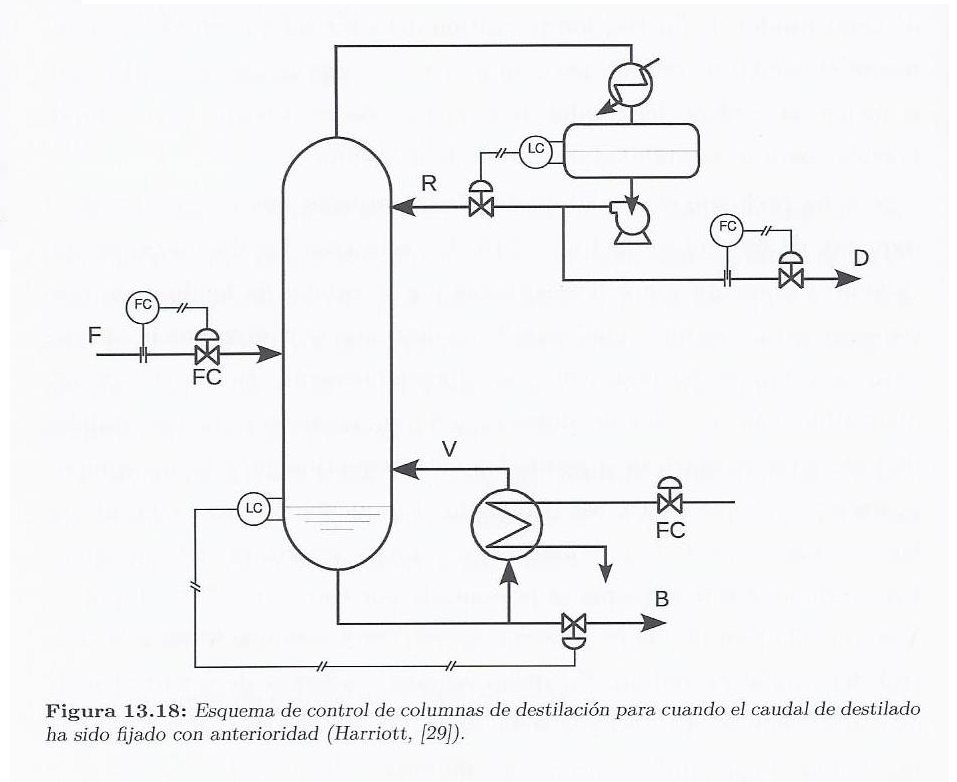 LC
R
FC
D
FC
F
FC
V
LC
FC
B
Figura 13.18: Esquema de control de columnas de destilación para cuando el caudal de destilado
ha sido fijado con anterioridad (Harriott, [29]).